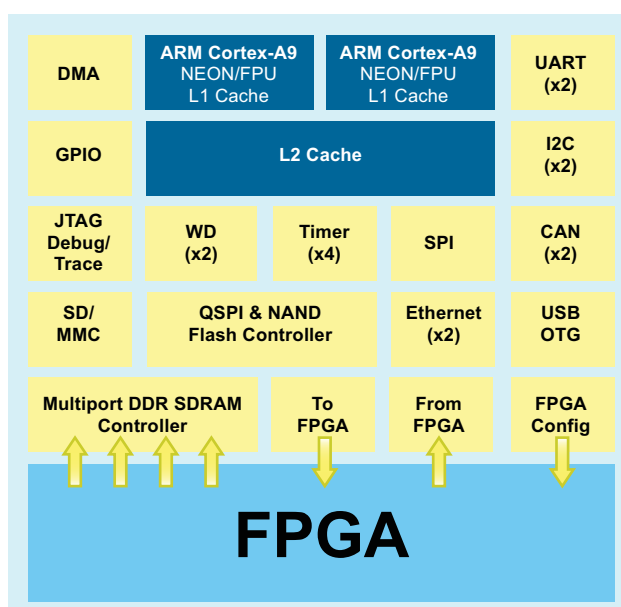 DMA
ARM Cortex-A9
NEON/FPU
L1 Cache
ARM Cortex-A9
NEON/FPU
L1 Cache
UART
(x2)
GPIO
L2 Cache
I2C
(x2)
JTAG
Debug/
Trace
WD
(x2)
Timer
(x4)
SPI
CAN
(x2)
SD/
MMC
QSPI & NAND
Flash Controller
Ethernet
(x2)
USB
OTG
Multiport DDR SDRAM
Controller
To
FPGA
From
FPGA
FPGA
Config
FPGA